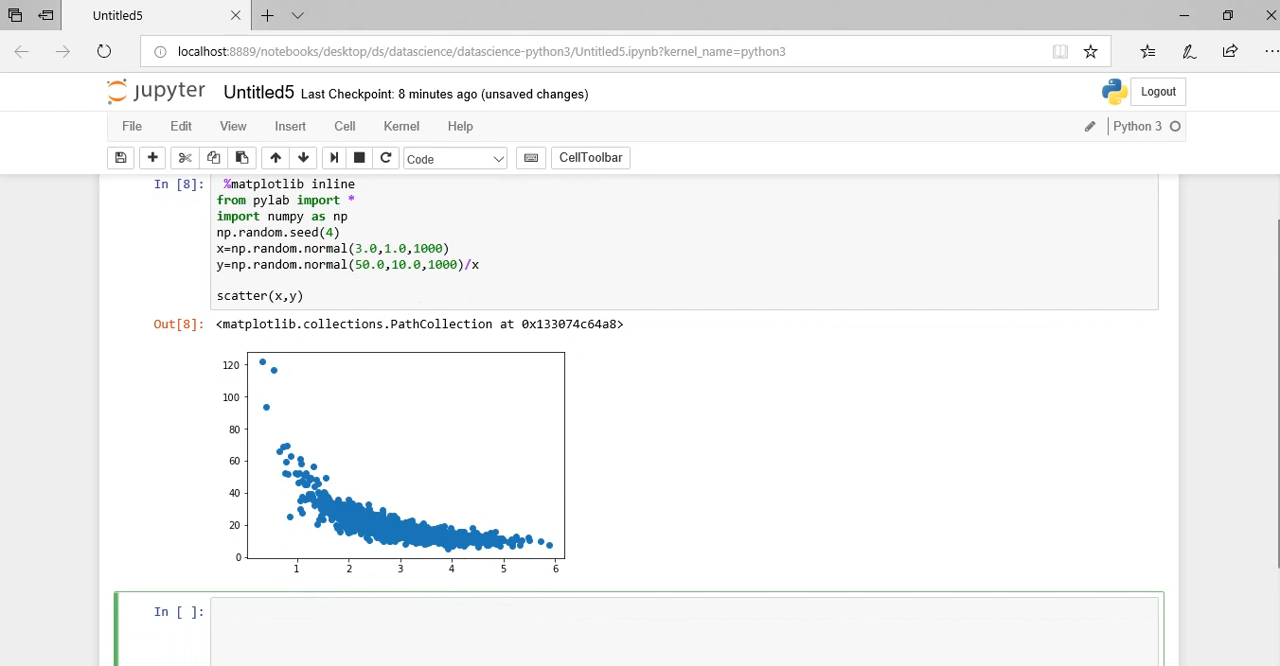 Untitled5
localhost:8889/notebooks/desktop/ds/datascience/datascience-python3/Untitled5.ipynb?kernel_name=python3
jupyter Untitled5 Last Checkpoint: 8 minutes ago (unsaved changes) Logout
File Edit View Insert Cell Kernel Help Python 3
Code CellToolbar
In [8]: %matplotlib inline
from pylab import *
import numpy as np
np.random.seed(4)
x=np.random.normal(3.0,1.0,1000)
y=np.random.normal(50.0,10.0,1000)/x
scatter(x,y)
Out[8]: <matplotlib.collections.PathCollection at 0x133074c64a8>
120
100
80
60
40
20
0
1 2 3 4 5 6
In [ ]: